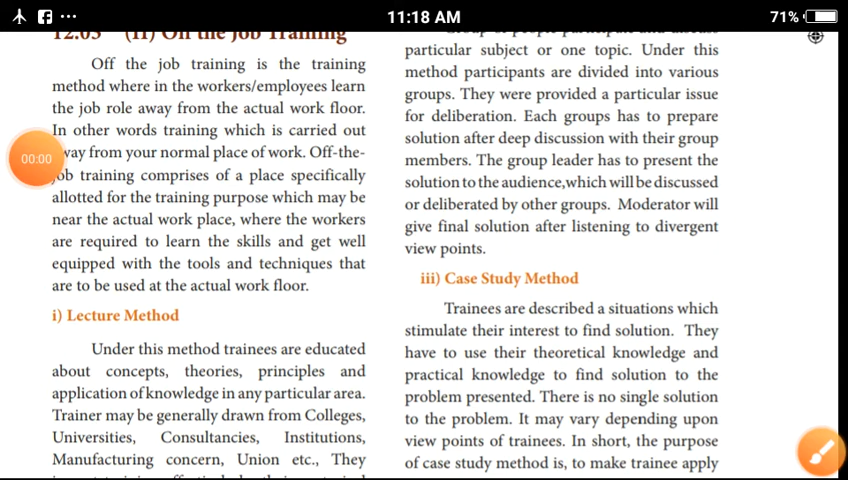 11:18 AM
71%
12.03 (II) Off the Job Training
Off the job training is the training
method where in the workers/employees learn
the job role away from the actual work floor.
In other words training which is carried out
way from your normal place of work. Off-the-
job training comprises of a place specifically
allotted for the training purpose which may be
near the actual work place, where the workers
are required to learn the skills and get well
equipped with the tools and techniques that
are to be used at the actual work floor.
00:00
i) Lecture Method
Under this method trainees are educated
about concepts, theories, principles and
application of knowledge in any particular area.
Trainer may be generally drawn from Colleges,
Universities, Consultancies, Institutions,
Manufacturing concern, Union etc., They
Group of people participate and discuss
particular subject or one topic. Under this
method participants are divided into various
groups. They were provided a particular issue
for deliberation. Each groups has to prepare
solution after deep discussion with their group
members. The group leader has to present the
solution to the audience,which will be discussed
or deliberated by other groups. Moderator will
give final solution after listening to divergent
view points.
iii) Case Study Method
Trainees are described a situations which
stimulate their interest to find solution. They
have to use their theoretical knowledge and
practical knowledge to find solution to the
problem presented. There is no single solution
to the problem. It may vary depending upon
view points of trainees. In short, the purpose
of case study method is, to make trainee apply